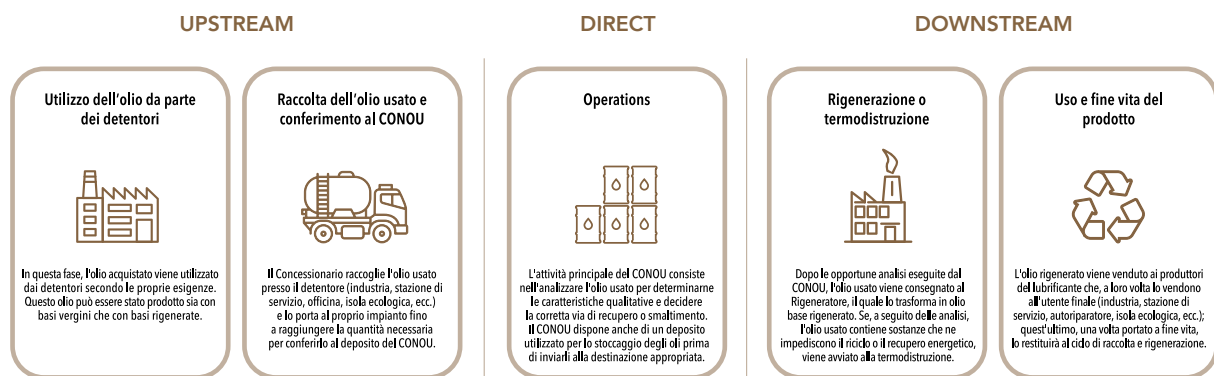 UPSTREAM
DIRECT
DOWNSTREAM
Utilizzo dell'olio da parte
dei detentori
In questa fase, l'olio acquistato viene utilizzato
dai detentori secondo le proprie esigenze.
Questo olio può essere stato prodotto sia con
basi vergini che con basi rigenerate.
Raccolta dell'olio usato e
conferimento al CONOU
Il Concessionario raccoglie l'olio usato
presso il detentore (industria, stazione di
servizio, officina, isola ecologica, ecc.)
e lo porta al proprio impianto fino
a raggiungere la quantità necessaria
per conferirlo al deposito del CONOU.
Operations
L'attività principale del CONOU consiste
nell'analizzare l'olio usato per determinarne
le caratteristiche qualitative e decidere
la corretta via di recupero o smaltimento.
Il CONOU dispone anche di un deposito
utilizzato per lo stoccaggio degli oli prima
di inviarli alla destinazione appropriata.
Rigenerazione o
termodistruzione
Dopo le opportune analisi eseguite dal
CONOU, l'olio usato viene consegnato al
Rigeneratore, il quale lo trasforma in olio
base rigenerato. Se, a seguito delle analisi,
l'olio usato contiene sostanze che ne
impediscono il riciclo o il recupero energetico,
viene avviato alla termodistruzione.
Uso e fine vita del
prodotto
L'olio rigenerato viene venduto ai produttori
del lubrificante che, a loro volta lo vendono
all'utente finale (industria, stazione di
servizio, autoriparatore, isola ecologica, ecc.);
quest'ultimo, una volta portato a fine vita,
lo restituirà al ciclo di raccolta e rigenerazione.